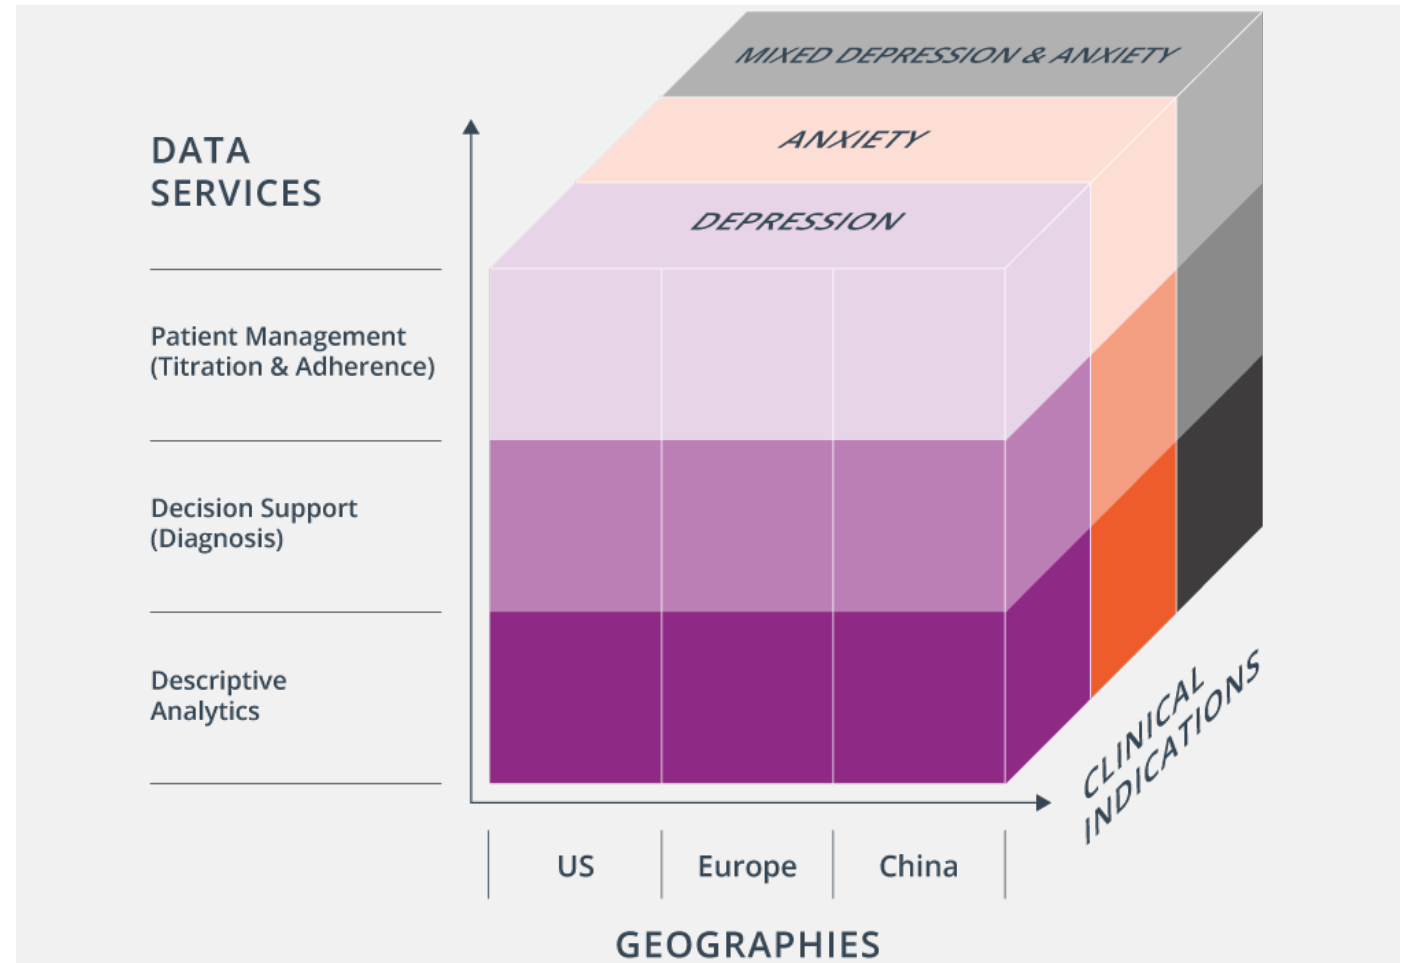 MIXED DEPRESSION & ANXIETY
ANXIETY
DEPRESSION
DATA
SERVICES
Patient Management
(Titration & Adherence)
Decision Support
(Diagnosis)
Descriptive
Analytics
CLINICAL
INDICATIONS
US
Europe
China
GEOGRAPHIES